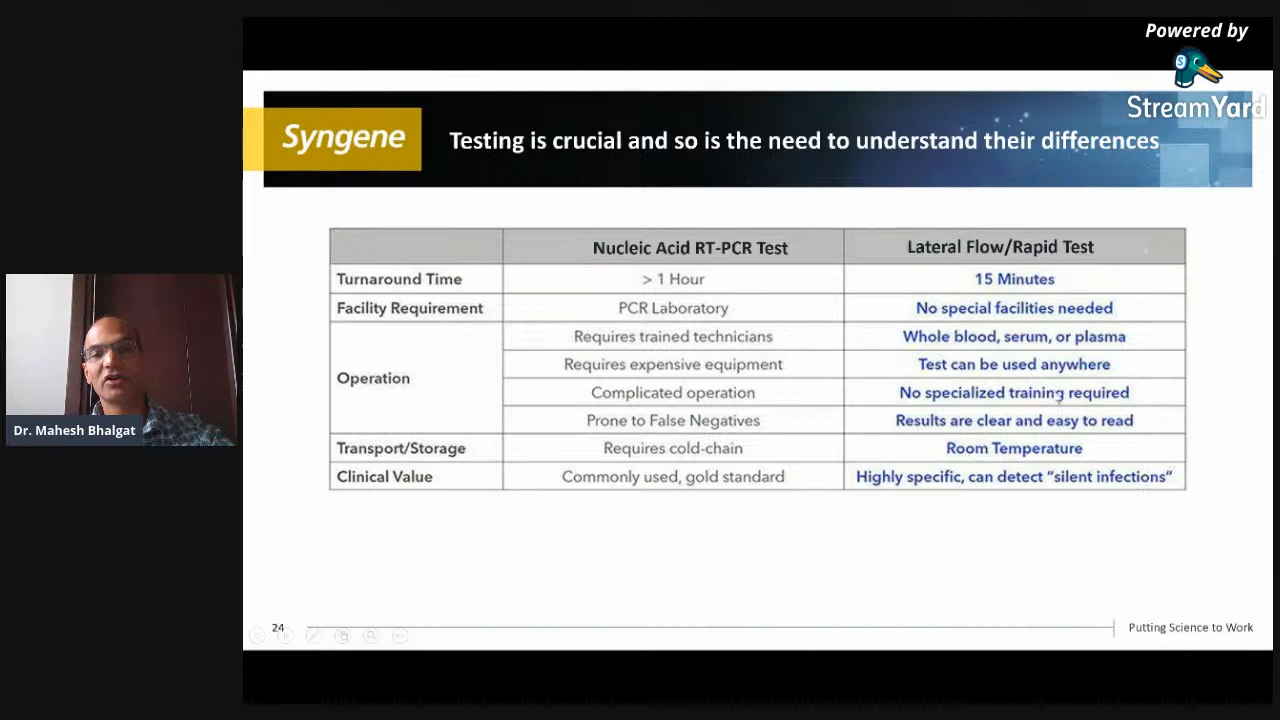 Powered by
StreamYard
Syngene
Testing is crucial and so is the need to understand their differences
Nucleic Acid RT-PCR Test
Lateral Flow/Rapid Test
Turnaround Time
> 1 Hour
15 Minutes
Facility Requirement
PCR Laboratory
No special facilities needed
Operation
Requires trained technicians
Whole blood, serum, or plasma
Requires expensive equipment
Test can be used anywhere
Complicated operation
No specialized training required
Prone to False Negatives
Results are clear and easy to read
Transport/Storage
Requires cold-chain
Room Temperature
Clinical Value
Commonly used, gold standard
Highly specific, can detect "silent infections"
Dr. Mahesh Bhalgat
24
Putting Science to Work